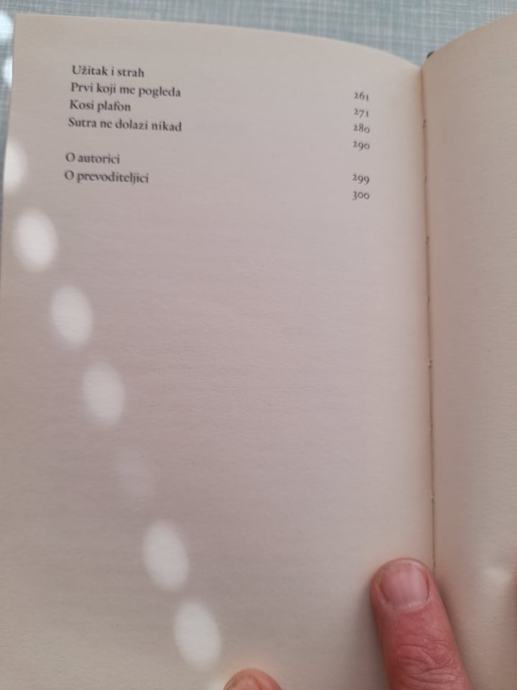 Užitak i strah 261
Prvi koji me pogleda 271
Kosi plafon 280
Sutra ne dolazi nikad 290
O autorici 299
O prevoditeljici 300